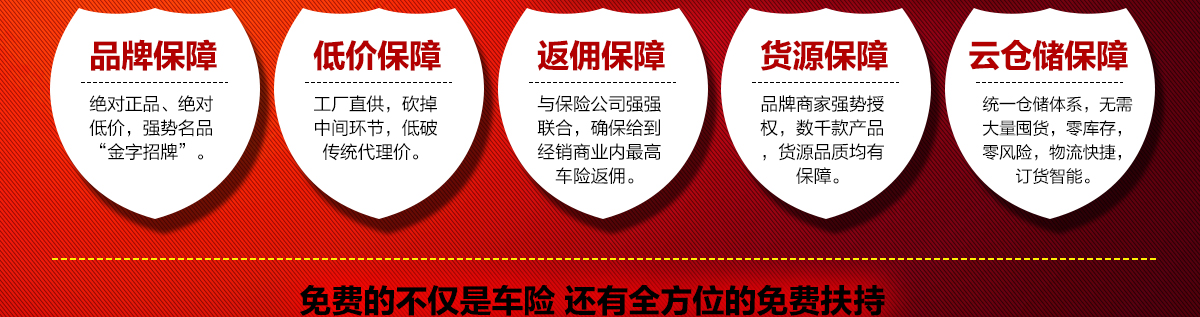 品牌保障
绝对正品、绝对
低价，强势名品
“金字招牌”。
低价保障
工厂直供，砍掉
中间环节，低破
传统代理价。
返佣保障
与保险公司强强
联合，确保给到
经销商业内最高
车险返佣。
货源保障
品牌商家强势授
权，数千款产品
，货源品质均有
保障。
云仓储保障
统一仓储体系，无需
大量囤货，零库存，
零风险，物流快捷，
订货智能。
免费的不仅是车险 还有全方位的免费扶持